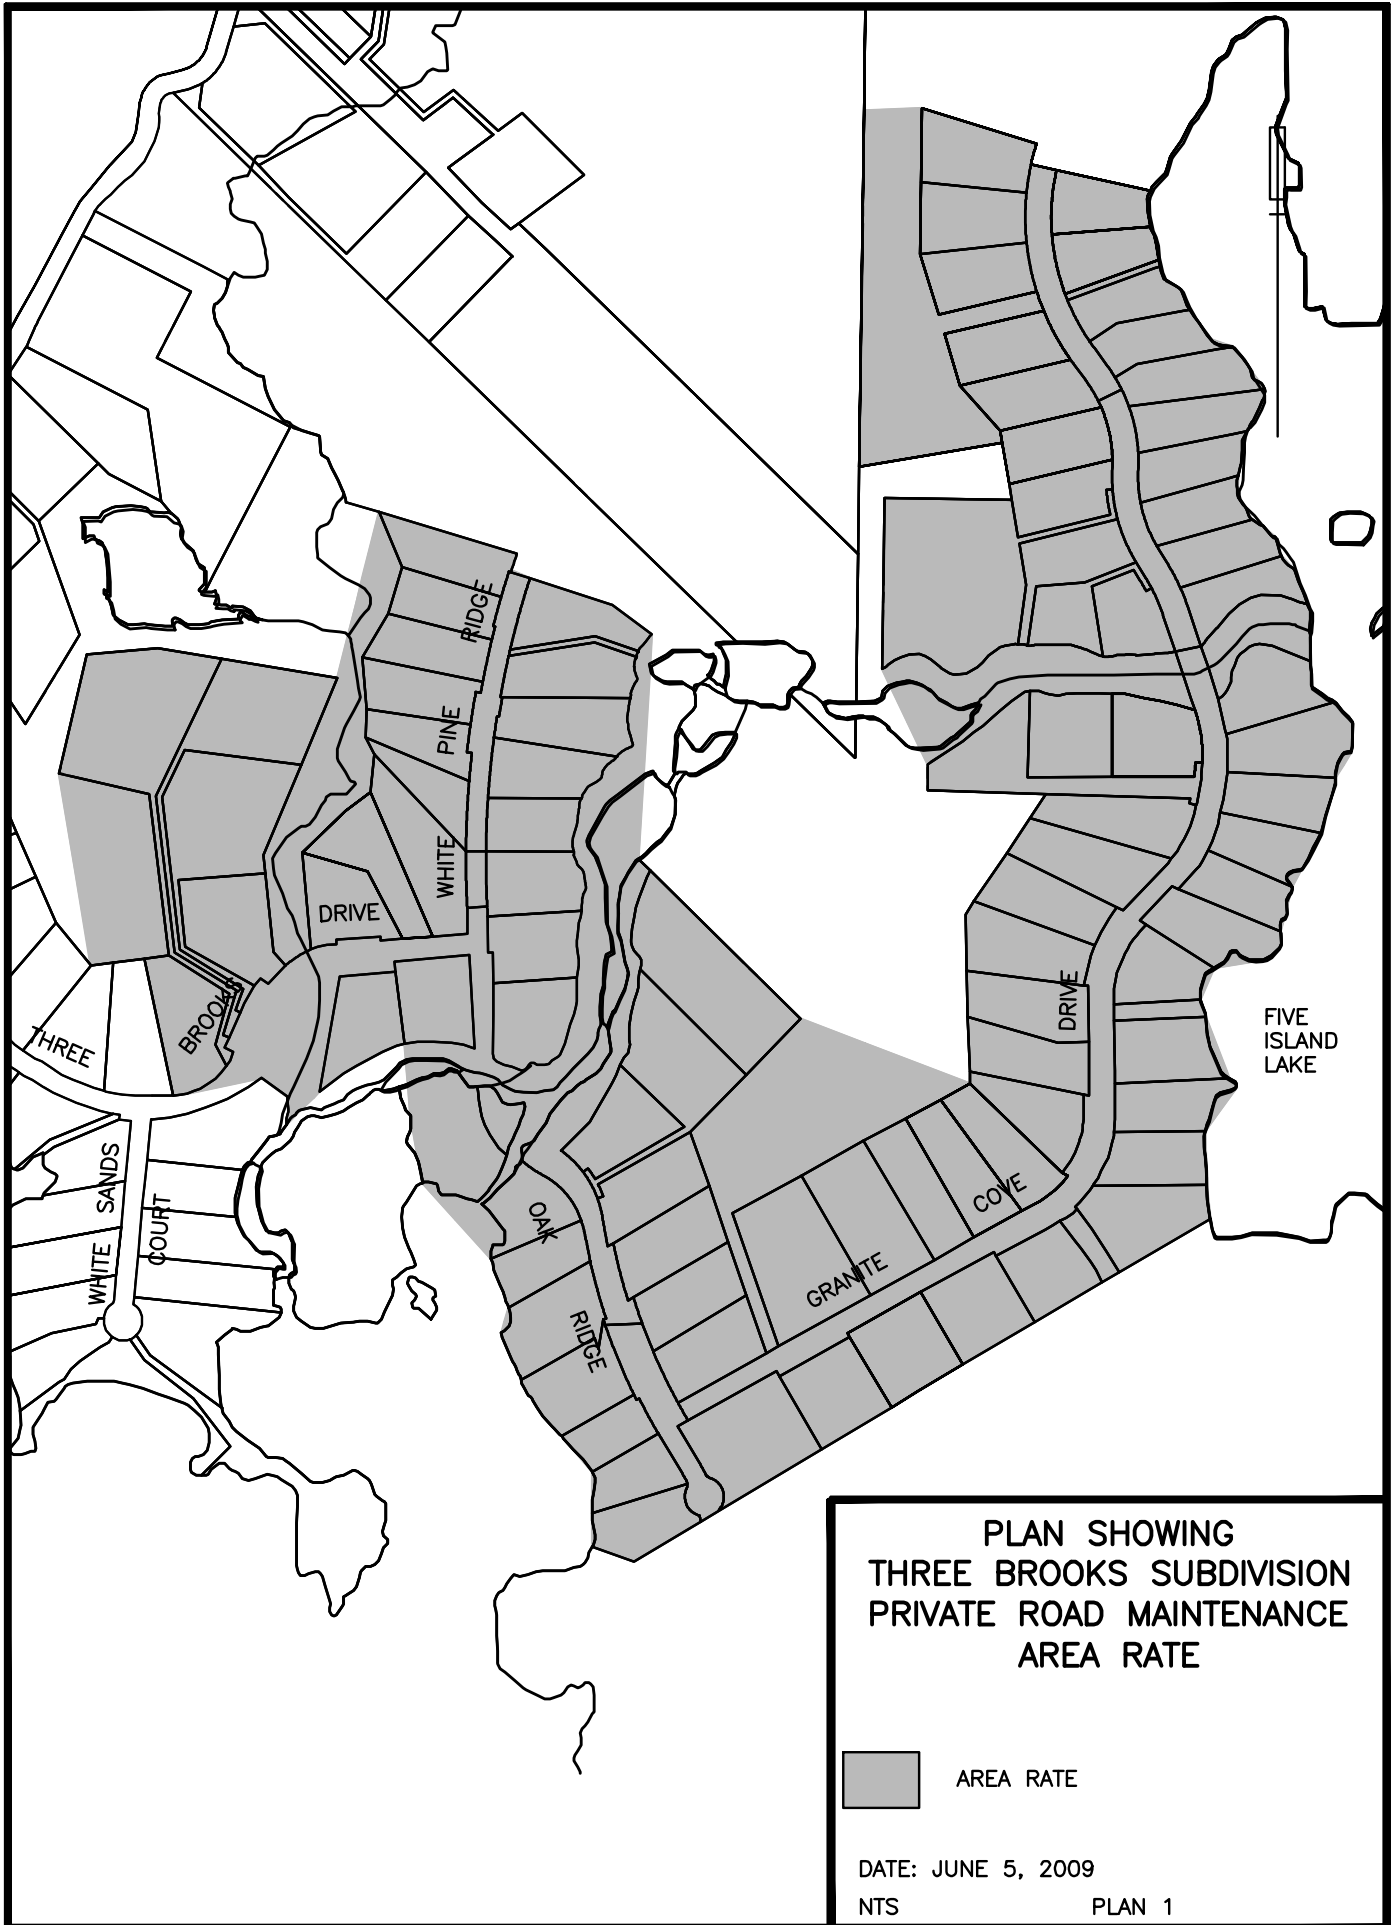 RIDGE
PINE
WHITE
DRIVE
BROOKS
THREE
WHITE SANDS
COURT
OAK
RIDGE
GRANITE
COVE
DRIVE
FIVE
ISLAND
LAKE
PLAN SHOWING
THREE BROOKS SUBDIVISION
PRIVATE ROAD MAINTENANCE
AREA RATE
AREA RATE
DATE: JUNE 5, 2009
NTS PLAN 1